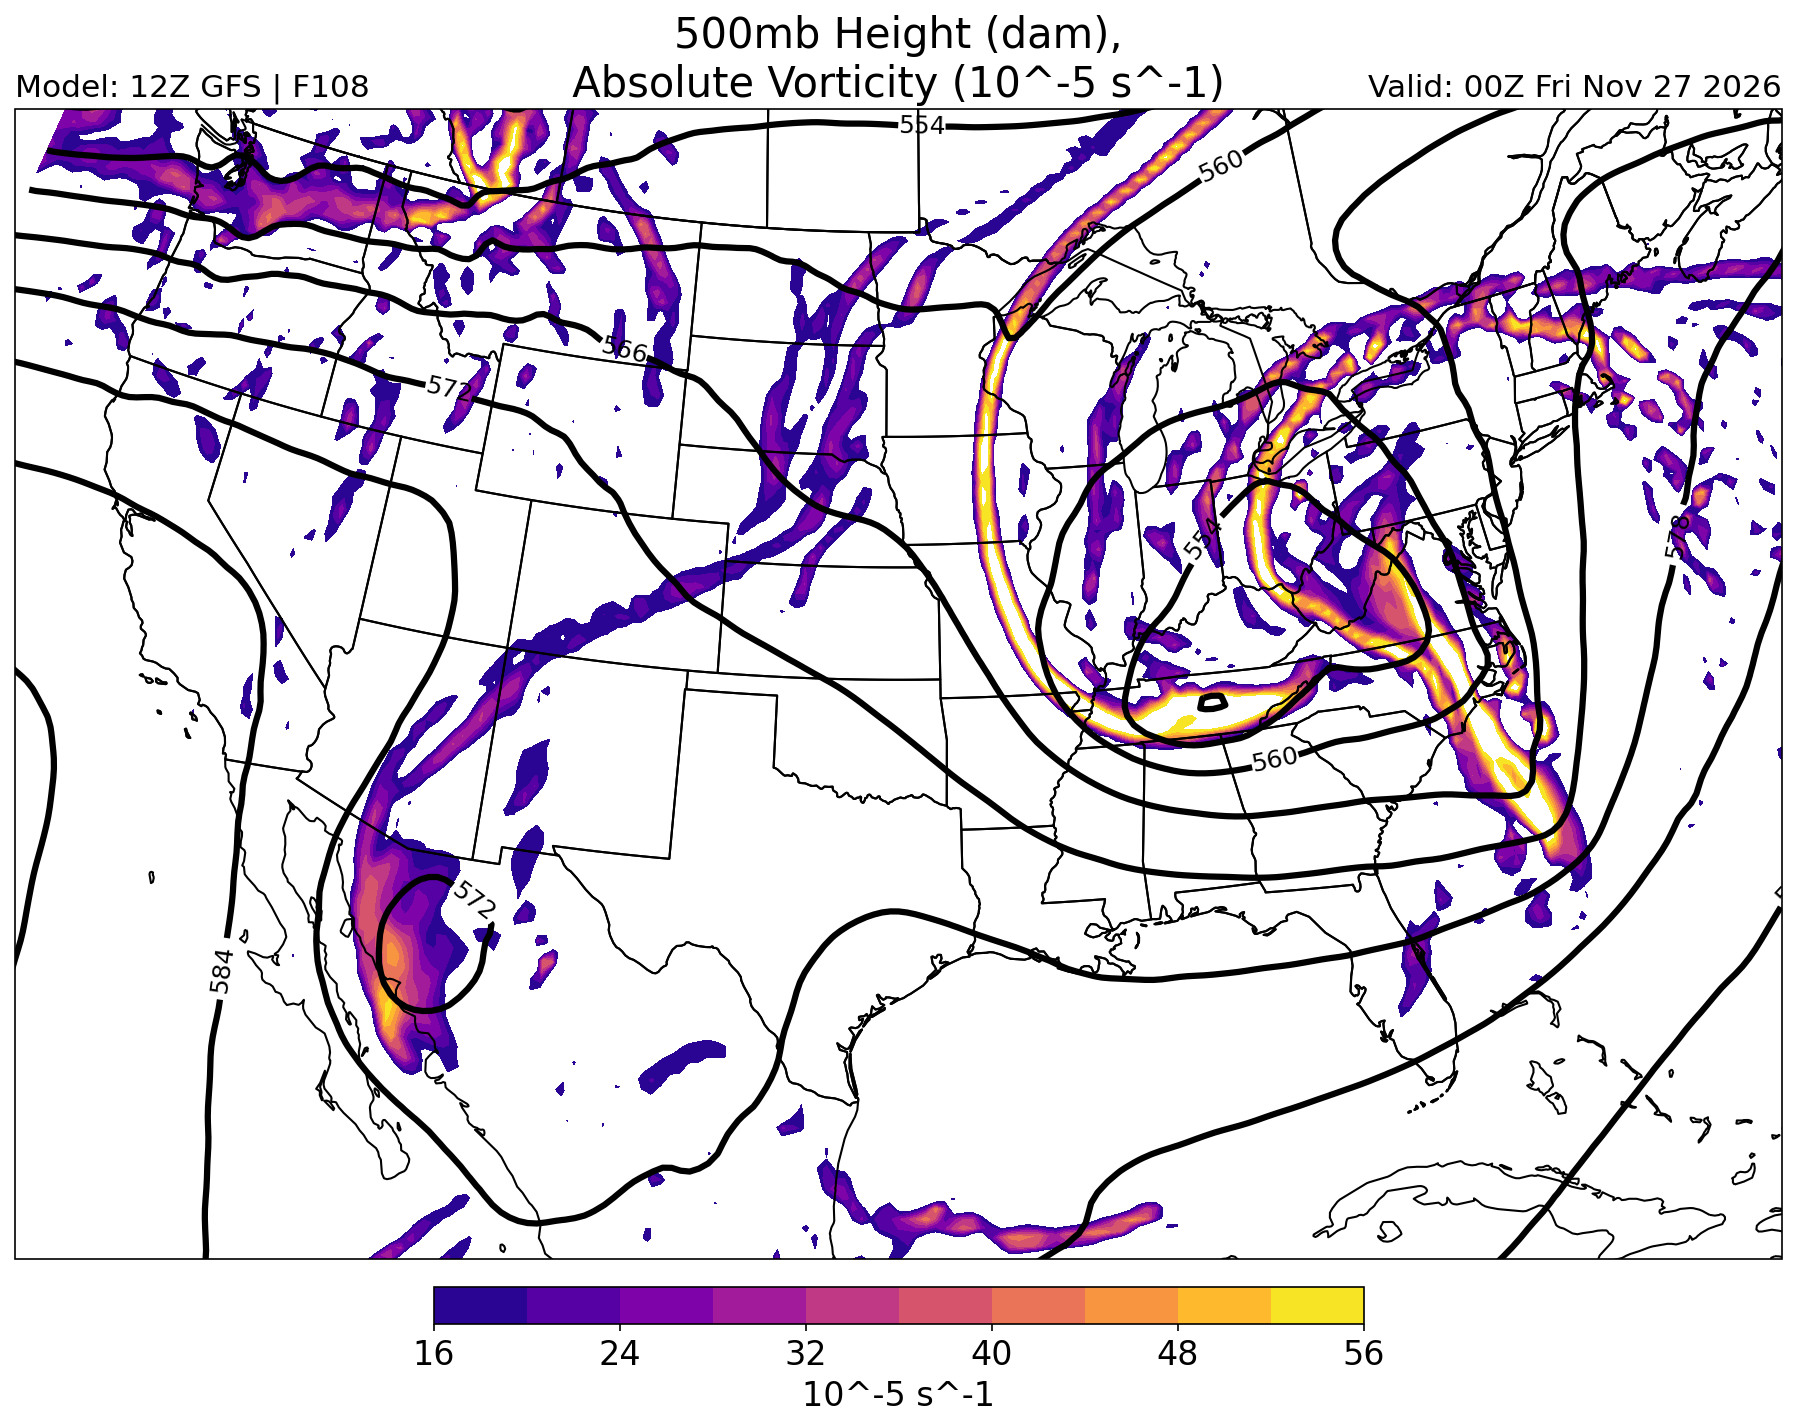 500mb Height (dam),
Model: 12Z GFS | F108
Absolute Vorticity (10^-5 s^-1)
Valid: 00Z Fri Nov 27 2026
554
560
566
572
554
578
560
572
584
16 24 32 40 48 56
10^-5 s^-1